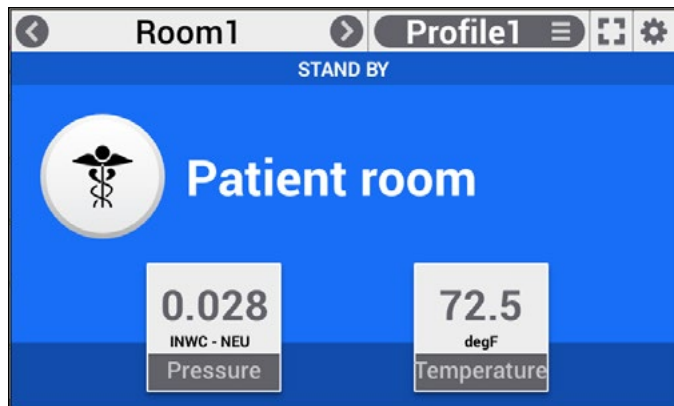 Room1 Profile1
STAND BY
Patient room
0.028 72.5
INWC - NEU degF
Pressure Temperature